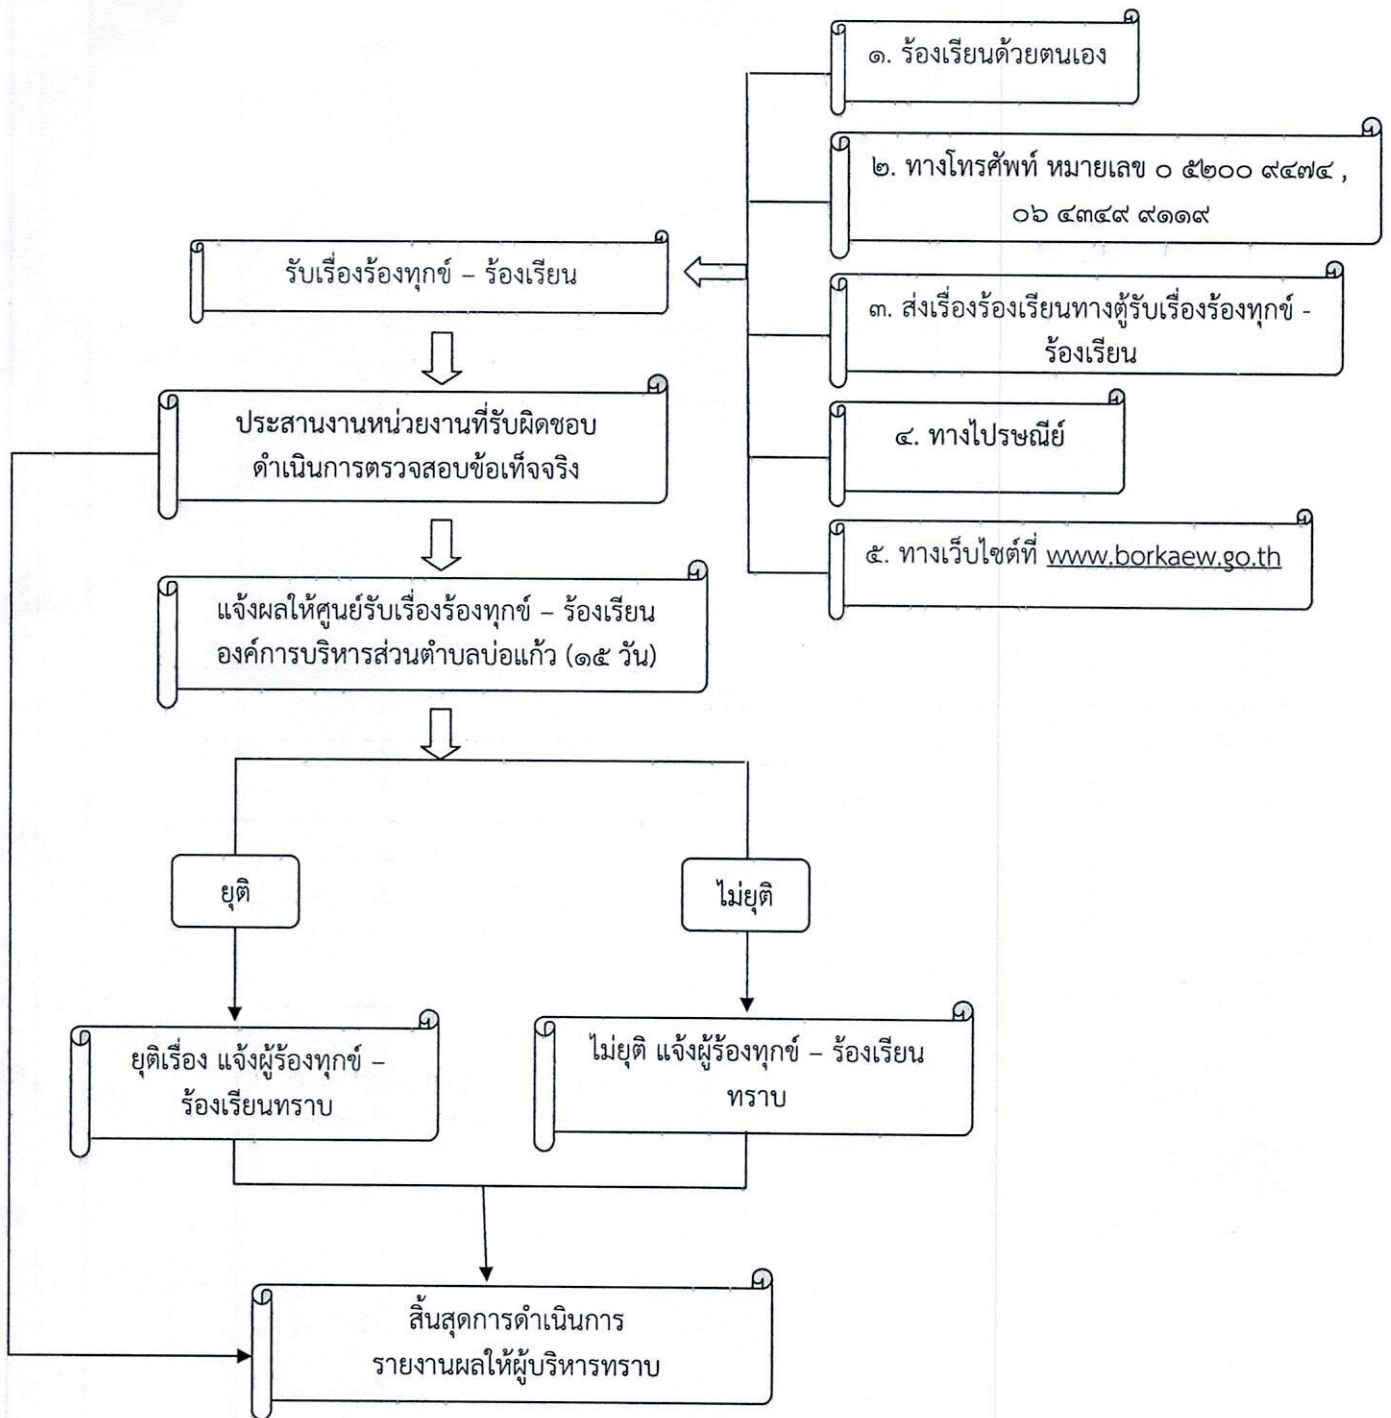 ๑. ร้องเรียนด้วยตนเอง
๒. ทางโทรศัพท์ หมายเลข ๐ ๕๒๐๐ ๙๔๗๔ ,
๐๖ ๔๓๔๙ ๙๑๑๙
๓. ส่งเรื่องร้องเรียนทางตู้รับเรื่องร้องทุกข์ -
ร้องเรียน
๔. ทางไปรษณีย์
๕. ทางเว็บไซต์ที่ www.borkaew.go.th
รับเรื่องร้องทุกข์ – ร้องเรียน
ประสานงานหน่วยงานที่รับผิดชอบ
ดำเนินการตรวจสอบข้อเท็จจริง
แจ้งผลให้ศูนย์รับเรื่องร้องทุกข์ – ร้องเรียน
องค์การบริหารส่วนตำบลบ่อแก้ว (๑๕ วัน)
ยุติ
ไม่ยุติ
ยุติเรื่อง แจ้งผู้ร้องทุกข์ –
ร้องเรียนทราบ
ไม่ยุติ แจ้งผู้ร้องทุกข์ – ร้องเรียน
ทราบ
สิ้นสุดการดำเนินการ
รายงานผลให้ผู้บริหารทราบ